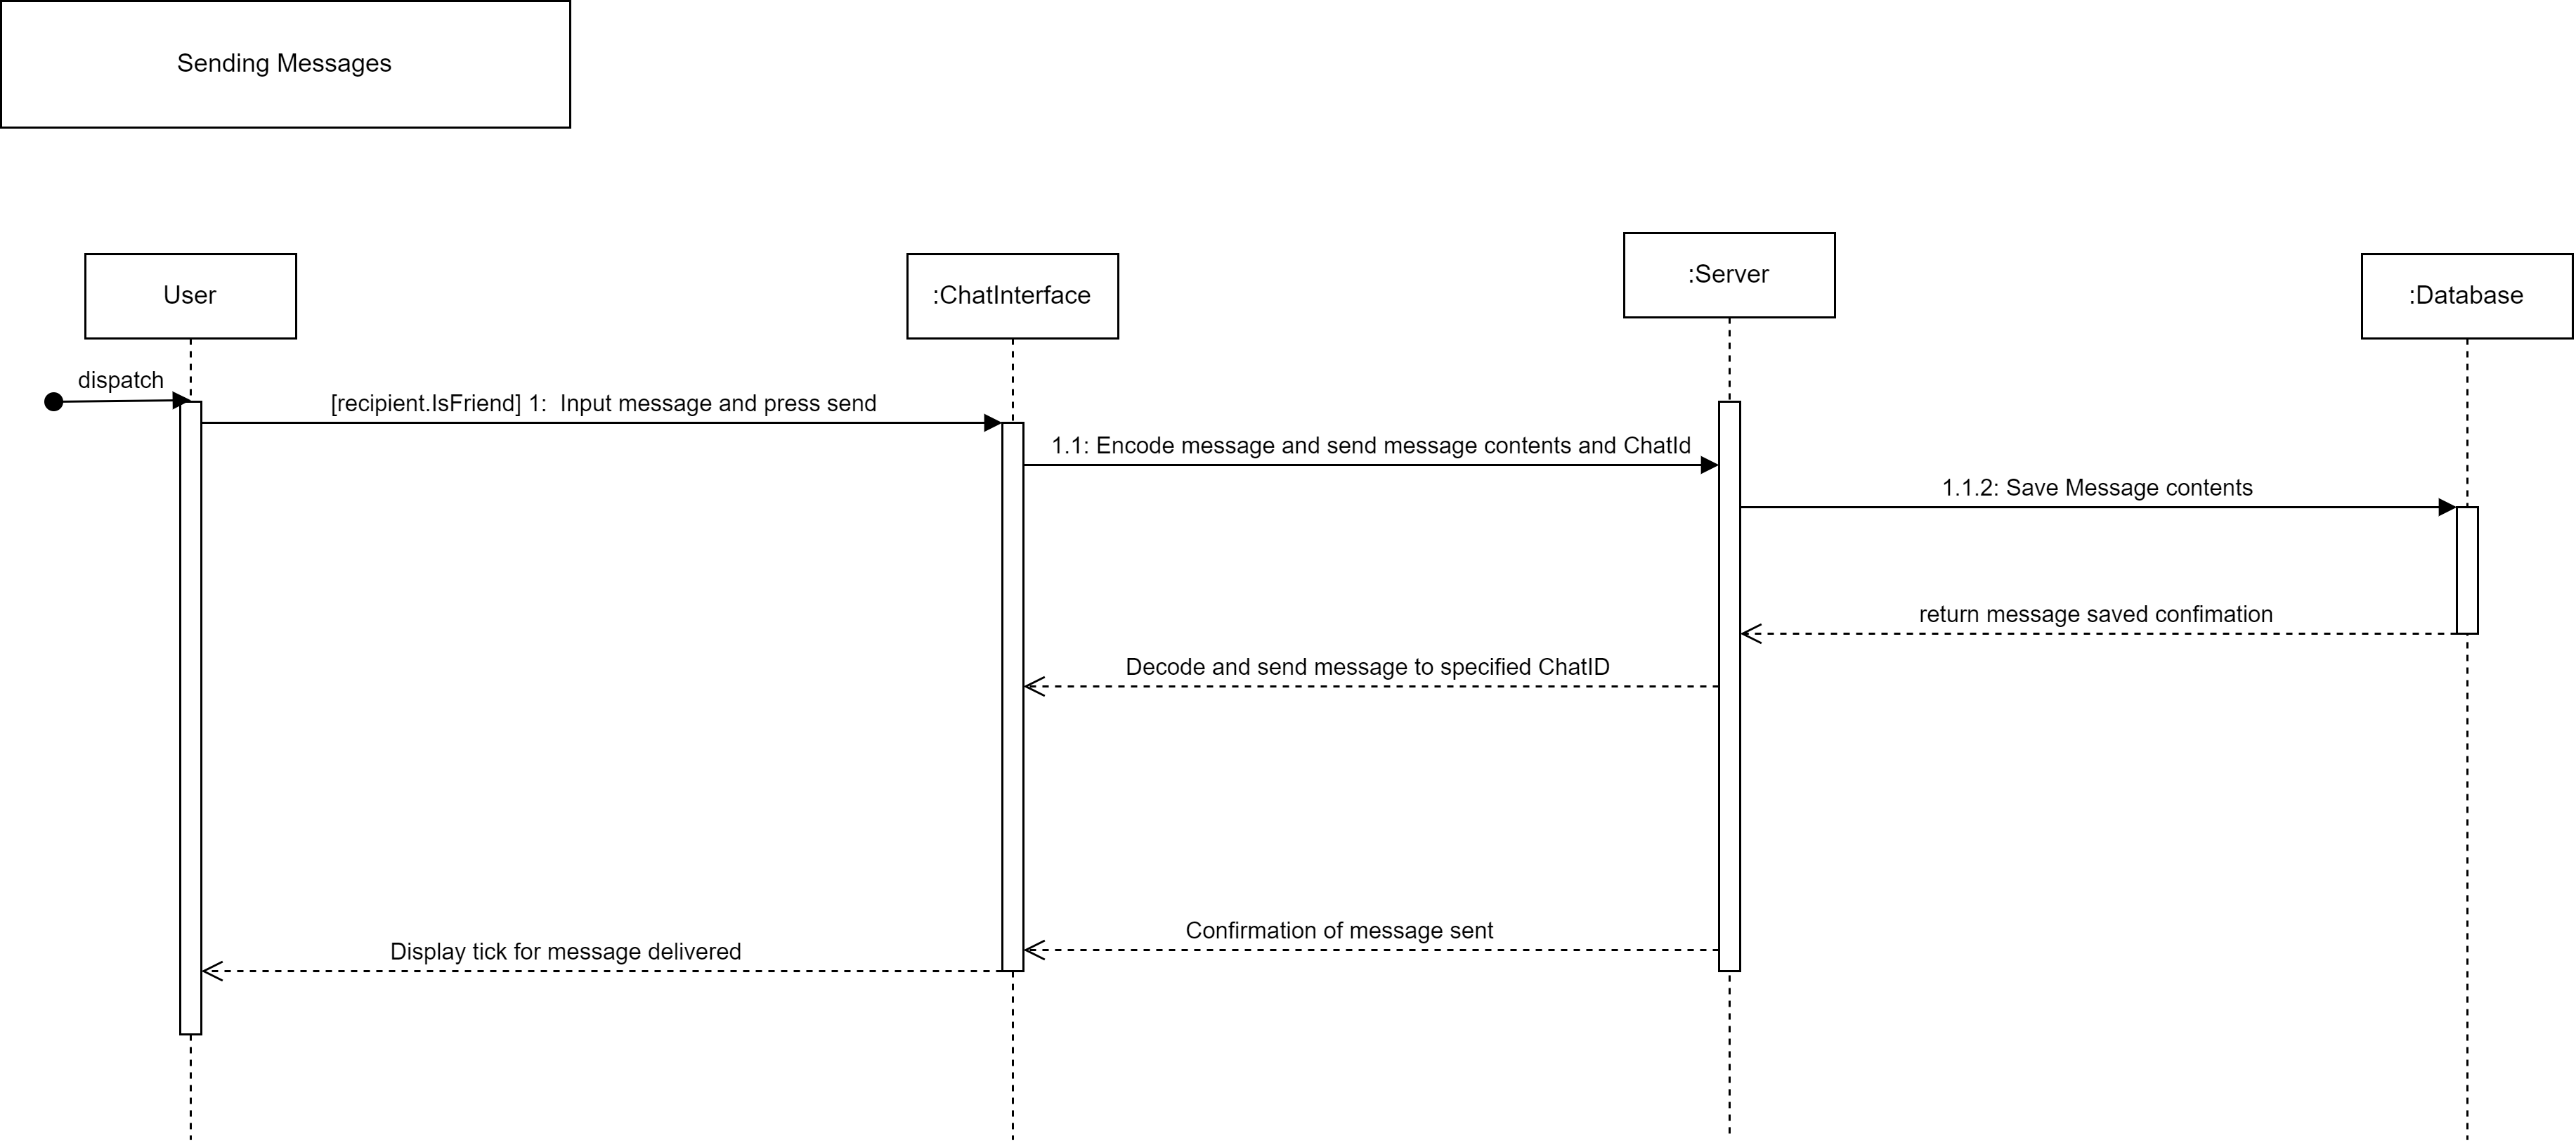 Sending Messages
User
:ChatInterface
:Server
:Database
dispatch
[recipient.IsFriend] 1:  Input message and press send
1.1: Encode message and send message contents and ChatId
1.1.2: Save Message contents
return message saved confimation
Decode and send message to specified ChatID
Confirmation of message sent
Display tick for message delivered